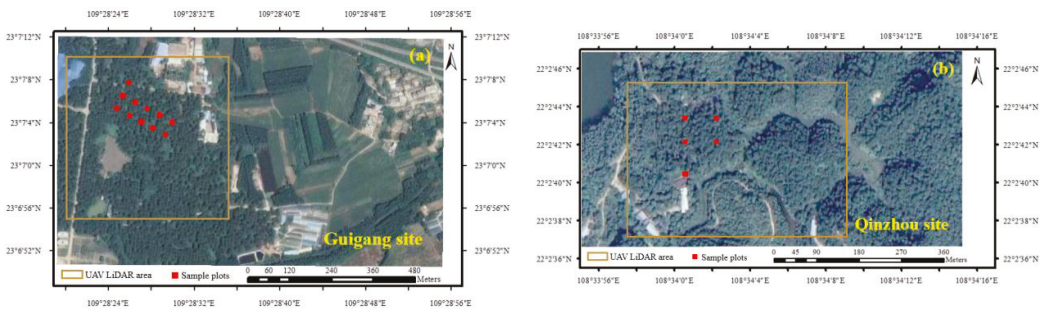 109°28'24"E 109°28'32"E 109°28'40"E 109°28'48"E 109°28'56"E
23°7'12"N
23°7'8"N
23°7'4"N
23°7'0"N
23°6'56"N
23°6'52"N
(a)
N
23°7'12"N
23°7'8"N
23°7'4"N
23°7'0"N
23°6'56"N
23°6'52"N
Guigang site
UAV LiDAR area Sample plots
0 60 120 240 360 480
Meters
109°28'24"E 109°28'32"E 109°28'40"E 109°28'48"E 109°28'56"E
108°33'56"E 108°34'0"E 108°34'4"E 108°34'8"E 108°34'12"E 108°34'16"E
22°2'46"N
22°2'44"N
22°2'42"N
22°2'40"N
22°2'38"N
22°2'36"N
(b)
N
22°2'46"N
22°2'44"N
22°2'42"N
22°2'40"N
22°2'38"N
22°2'36"N
Qinzhou site
UAV LiDAR area Sample plots
0 45 90 180 270 360
Meters
108°33'56"E 108°34'0"E 108°34'4"E 108°34'8"E 108°34'12"E 108°34'16"E